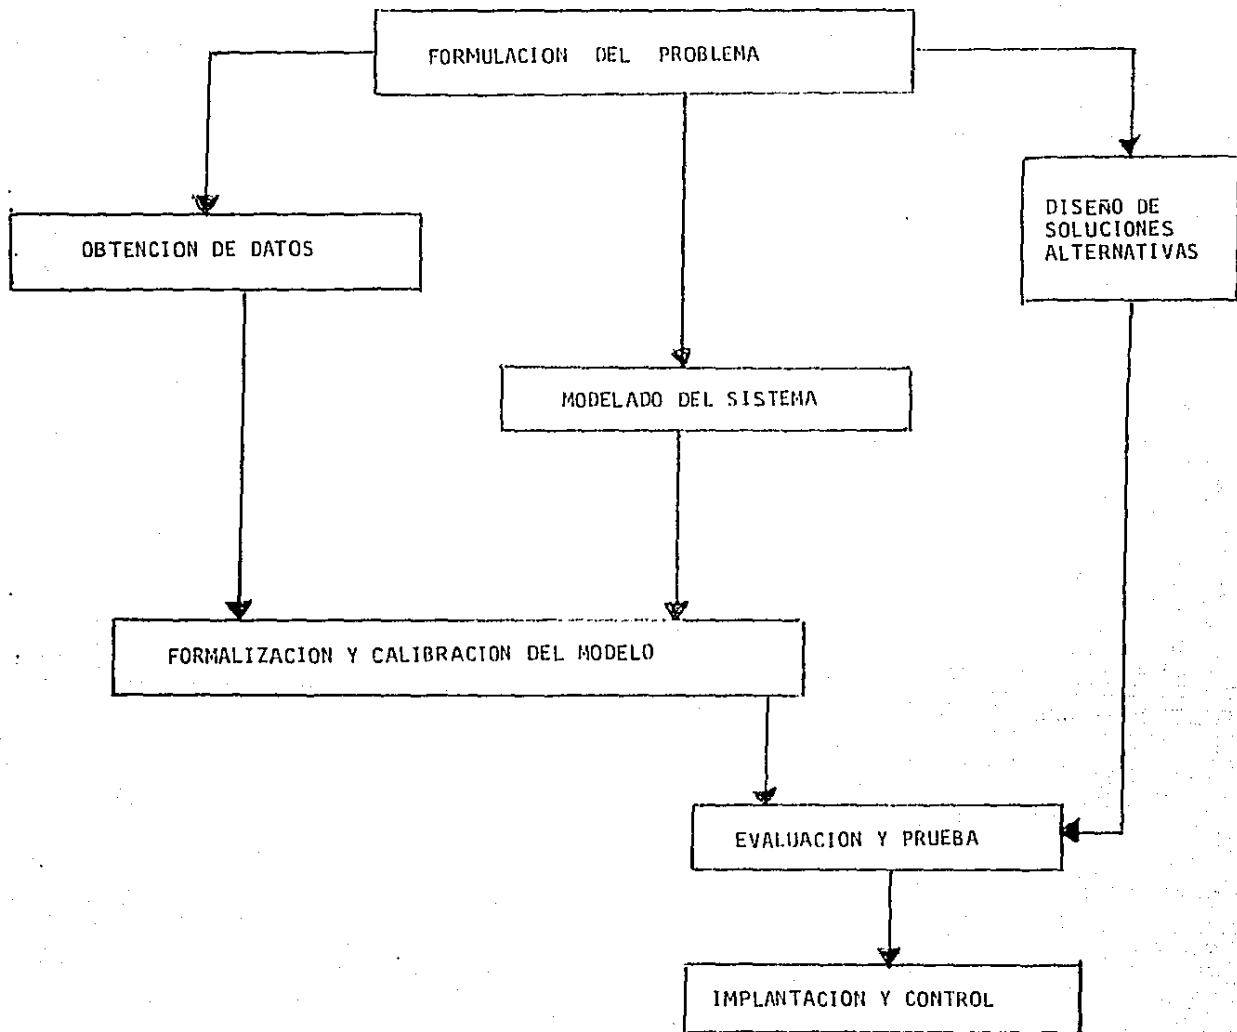 FORMULACION DEL PROBLEMA
OBTENCION DE DATOS
DISEÑO DE
SOLUCIONES
ALTERNATIVAS
MODELADO DEL SISTEMA
FORMALIZACION Y CALIBRACION DEL MODELO
EVALUACION Y PRUEBA
IMPLANTACION Y CONTROL